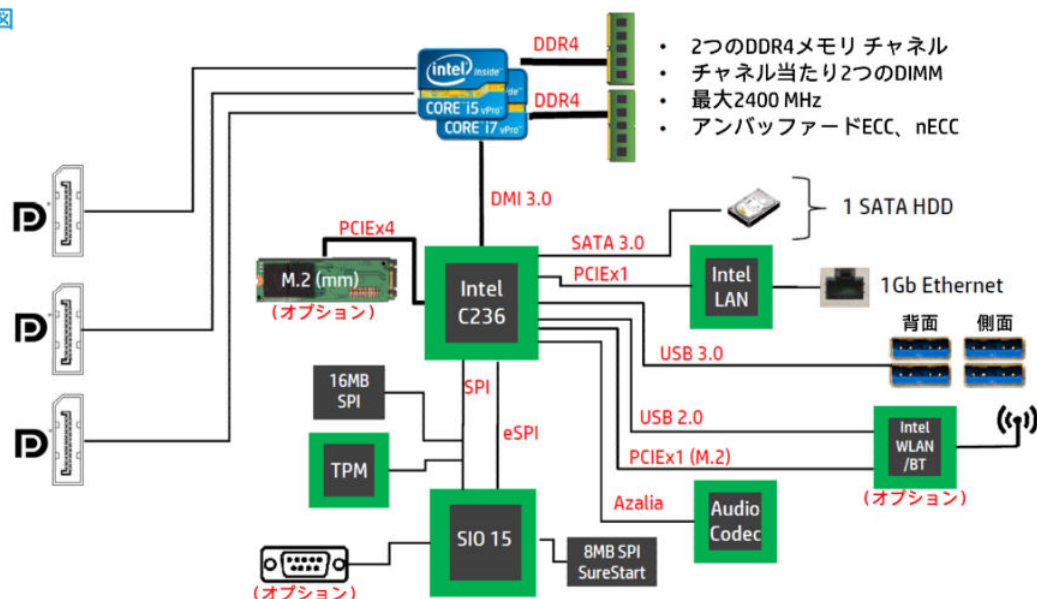 図
intel inside™
CORE i5 vPro™
CORE i7 vPro™
DDR4
DDR4
• 2つのDDR4メモリ チャネル
• チャネル当たり2つのDIMM
• 最大2400 MHz
• アンバッファードECC、nECC
DMI 3.0
PCIEx4
M.2 (mm)
(オプション)
Intel
C236
SATA 3.0
1 SATA HDD
PCIEx1
Intel
LAN
1Gb Ethernet
背面
側面
USB 3.0
USB 2.0
PCIEx1 (M.2)
Intel
WLAN
/BT
(オプション)
Azalia
Audio
Codec
SPI
eSPI
16MB
SPI
TPM
SIO 15
8MB SPI
SureStart
(オプション)